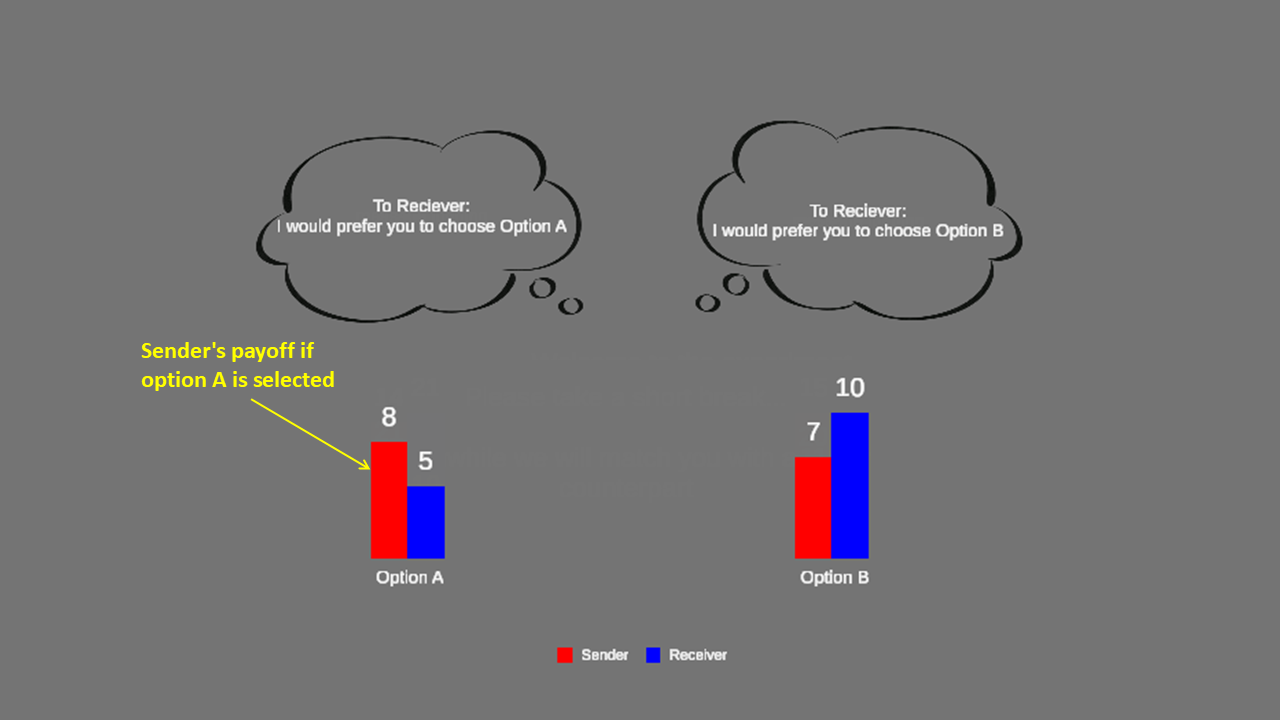 To Reciever:
I would prefer you to choose Option A
To Reciever:
I would prefer you to choose Option B
Sender's payoff if
option A is selected
8
5
7
10
Option A
Option B
Sender
Receiver